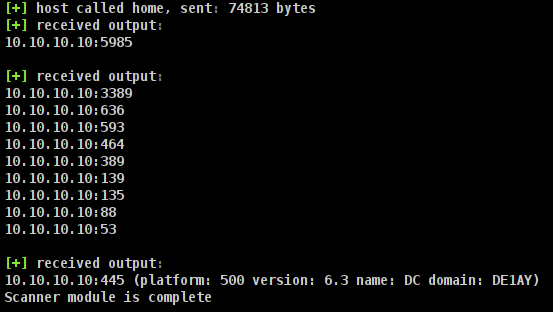 [+] host called home, sent: 74813 bytes
[+] received output:
10.10.10.10:5985
[+] received output:
10.10.10.10:3389
10.10.10.10:636
10.10.10.10:593
10.10.10.10:464
10.10.10.10:389
10.10.10.10:139
10.10.10.10:135
10.10.10.10:88
10.10.10.10:53
[+] received output:
10.10.10.10:445 (platform: 500 version: 6.3 name: DC domain: DE1AY)
Scanner module is complete